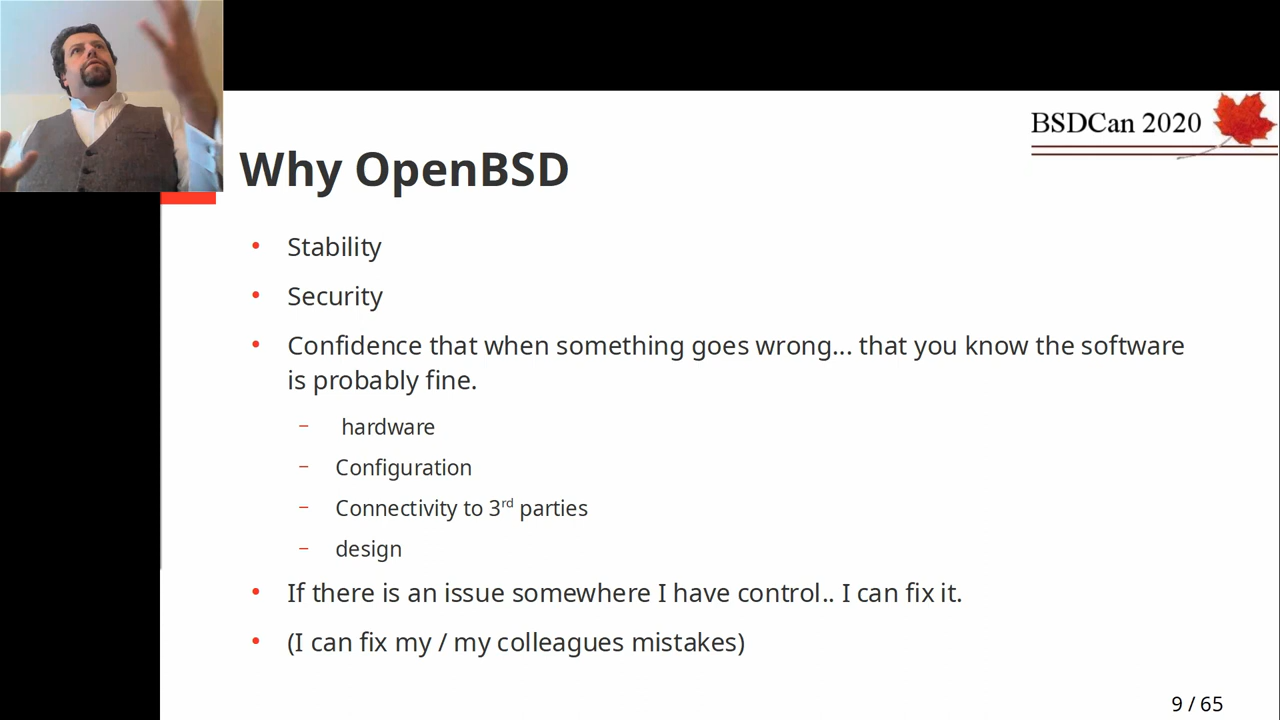 BSDCan 2020
Why OpenBSD
• Stability
• Security
• Confidence that when something goes wrong... that you know the software
is probably fine.
– hardware
– Configuration
– Connectivity to 3rd parties
– design
• If there is an issue somewhere I have control.. I can fix it.
• (I can fix my / my colleagues mistakes)
9 / 65